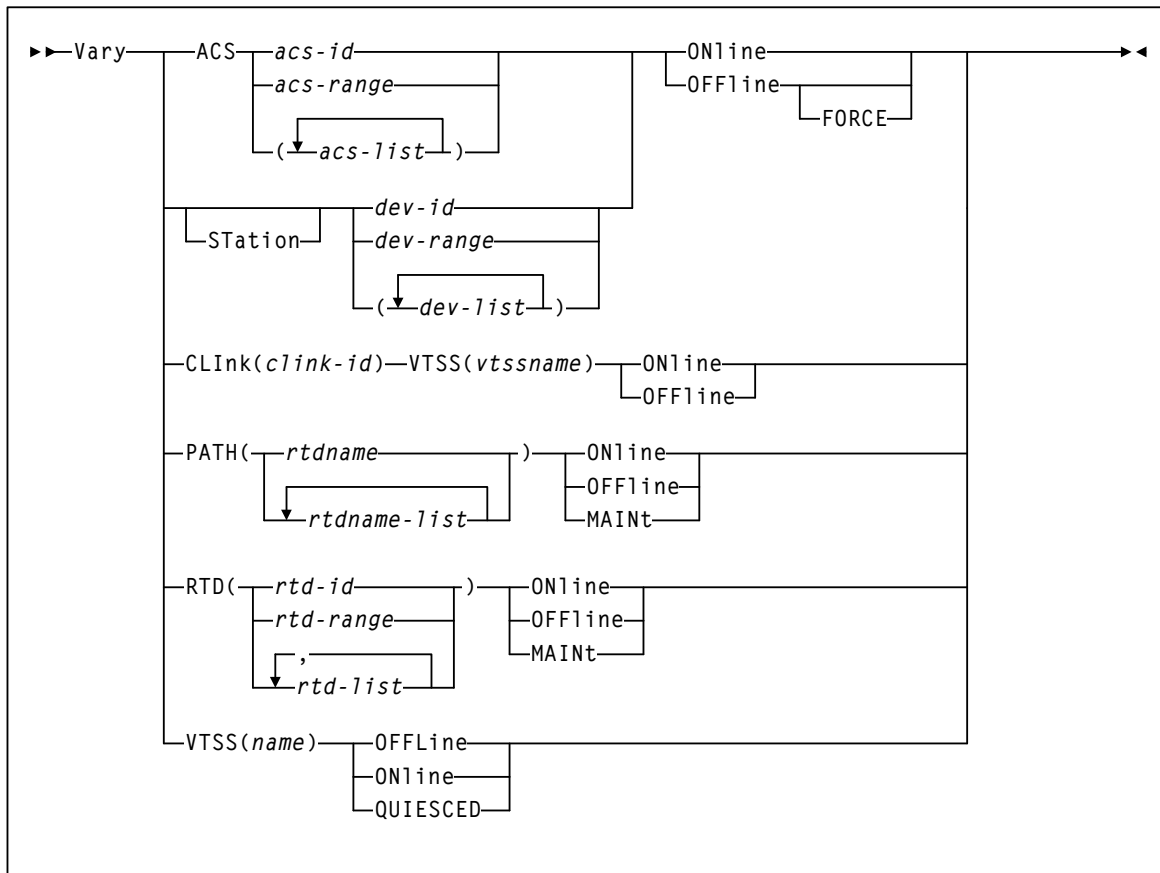 Vary ACS acs-id ONline
acs-range OFFline
FORCE
( acs-list )
dev-id
STation dev-range
( dev-list )
CLInk(clink-id) VTSS(vtssname) ONline
OFFline
PATH( rtdname ) ONline
OFFline
rtdname-list MAINt
RTD( rtd-id ) ONline
rtd-range OFFline
, MAINt
rtd-list
VTSS(name) OFFLine
ONline
QUIESCED